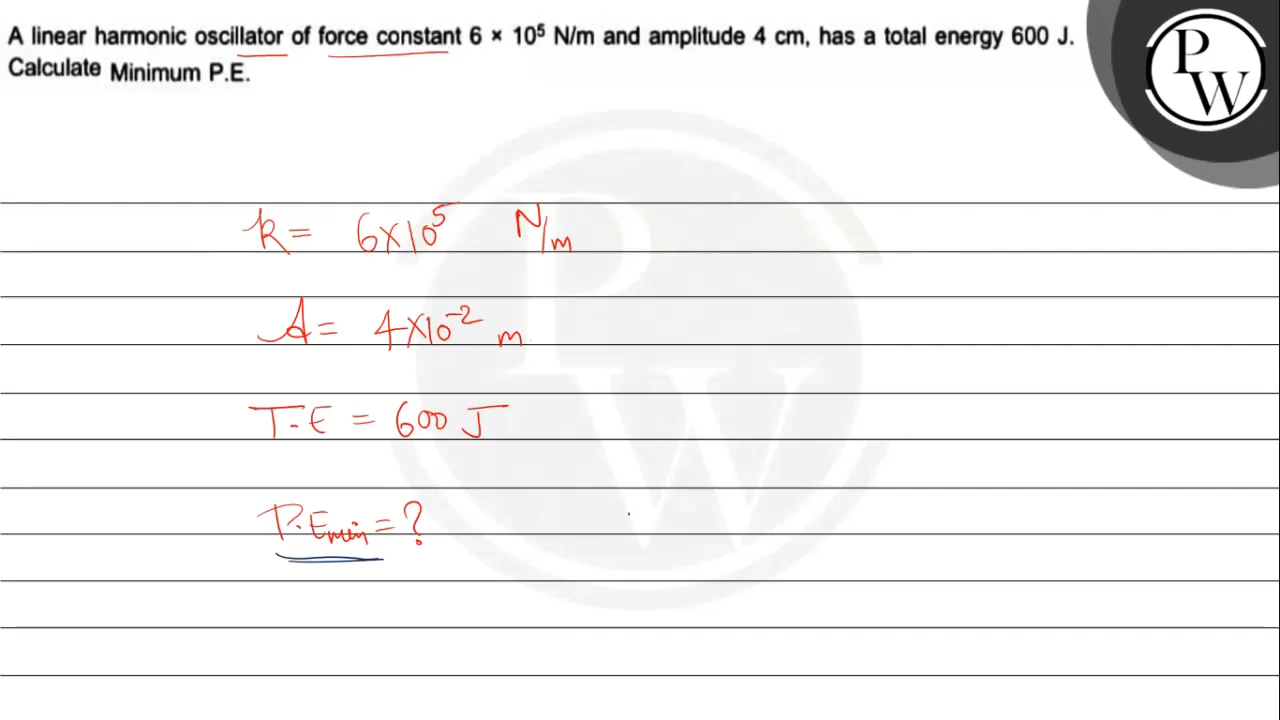 A linear harmonic oscillator of force constant 6 × 10⁵ N/m and amplitude 4 cm, has a total energy 600 J.
Calculate Minimum P.E.
P
W
k = 6×10⁵ N/m
A = 4×10⁻² m
T.E = 600 J
P.Emin = ?
PW